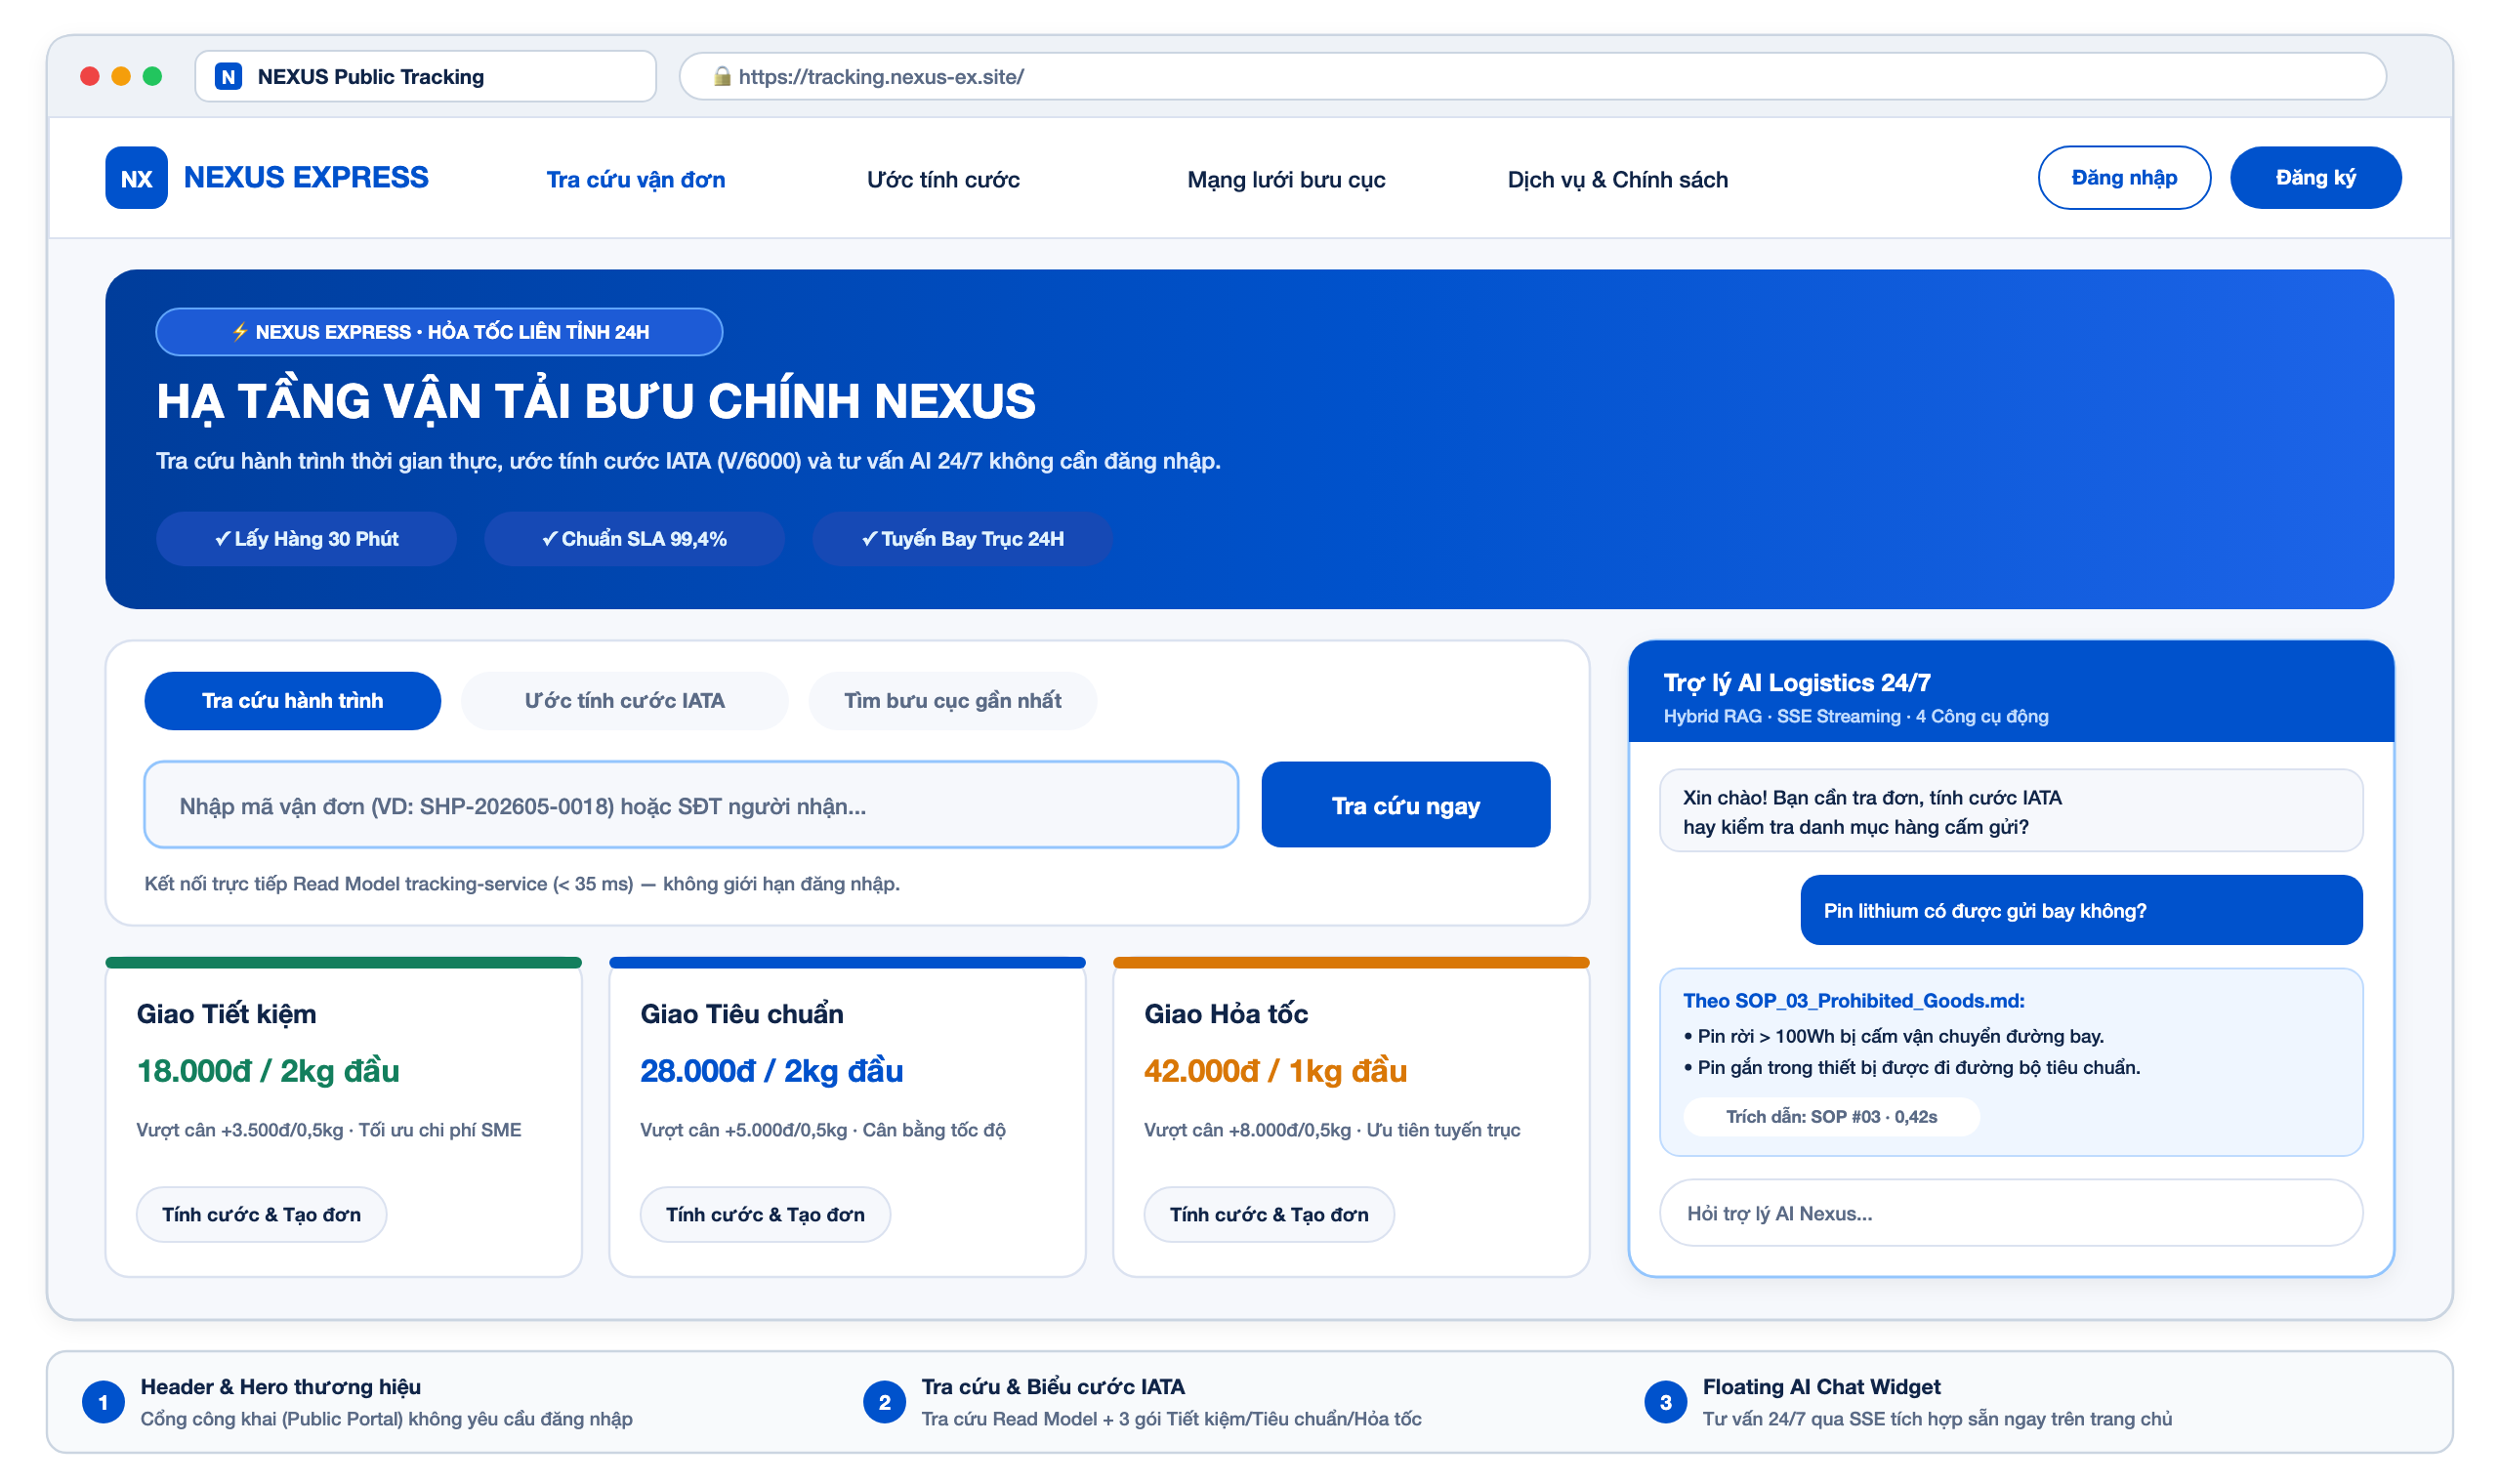 N NEXUS Public Tracking
🔒 https://tracking.nexus-ex.site/
NX NEXUS EXPRESS
Tra cứu vận đơn
Ước tính cước
Mạng lưới bưu cục
Dịch vụ & Chính sách
Đăng nhập
Đăng ký
⚡ NEXUS EXPRESS · HỎA TỐC LIÊN TỈNH 24H
HẠ TẦNG VẬN TẢI BƯU CHÍNH NEXUS
Tra cứu hành trình thời gian thực, ước tính cước IATA (V/6000) và tư vấn AI 24/7 không cần đăng nhập.
✓ Lấy Hàng 30 Phút
✓ Chuẩn SLA 99,4%
✓ Tuyến Bay Trục 24H
Tra cứu hành trình
Ước tính cước IATA
Tìm bưu cục gần nhất
Nhập mã vận đơn (VD: SHP-202605-0018) hoặc SĐT người nhận...
Tra cứu ngay
Kết nối trực tiếp Read Model tracking-service (< 35 ms) — không giới hạn đăng nhập.
Giao Tiết kiệm
18.000đ / 2kg đầu
Vượt cân +3.500đ/0,5kg · Tối ưu chi phí SME
Tính cước & Tạo đơn
Giao Tiêu chuẩn
28.000đ / 2kg đầu
Vượt cân +5.000đ/0,5kg · Cân bằng tốc độ
Tính cước & Tạo đơn
Giao Hỏa tốc
42.000đ / 1kg đầu
Vượt cân +8.000đ/0,5kg · Ưu tiên tuyến trục
Tính cước & Tạo đơn
Trợ lý AI Logistics 24/7
Hybrid RAG · SSE Streaming · 4 Công cụ động
Xin chào! Bạn cần tra đơn, tính cước IATA
hay kiểm tra danh mục hàng cấm gửi?
Pin lithium có được gửi bay không?
Theo SOP_03_Prohibited_Goods.md:
• Pin rời > 100Wh bị cấm vận chuyển đường bay.
• Pin gắn trong thiết bị được đi đường bộ tiêu chuẩn.
Trích dẫn: SOP #03 · 0,42s
Hỏi trợ lý AI Nexus...
1 Header & Hero thương hiệu
Cổng công khai (Public Portal) không yêu cầu đăng nhập
2 Tra cứu & Biểu cước IATA
Tra cứu Read Model + 3 gói Tiết kiệm/Tiêu chuẩn/Hỏa tốc
3 Floating AI Chat Widget
Tư vấn 24/7 qua SSE tích hợp sẵn ngay trên trang chủ